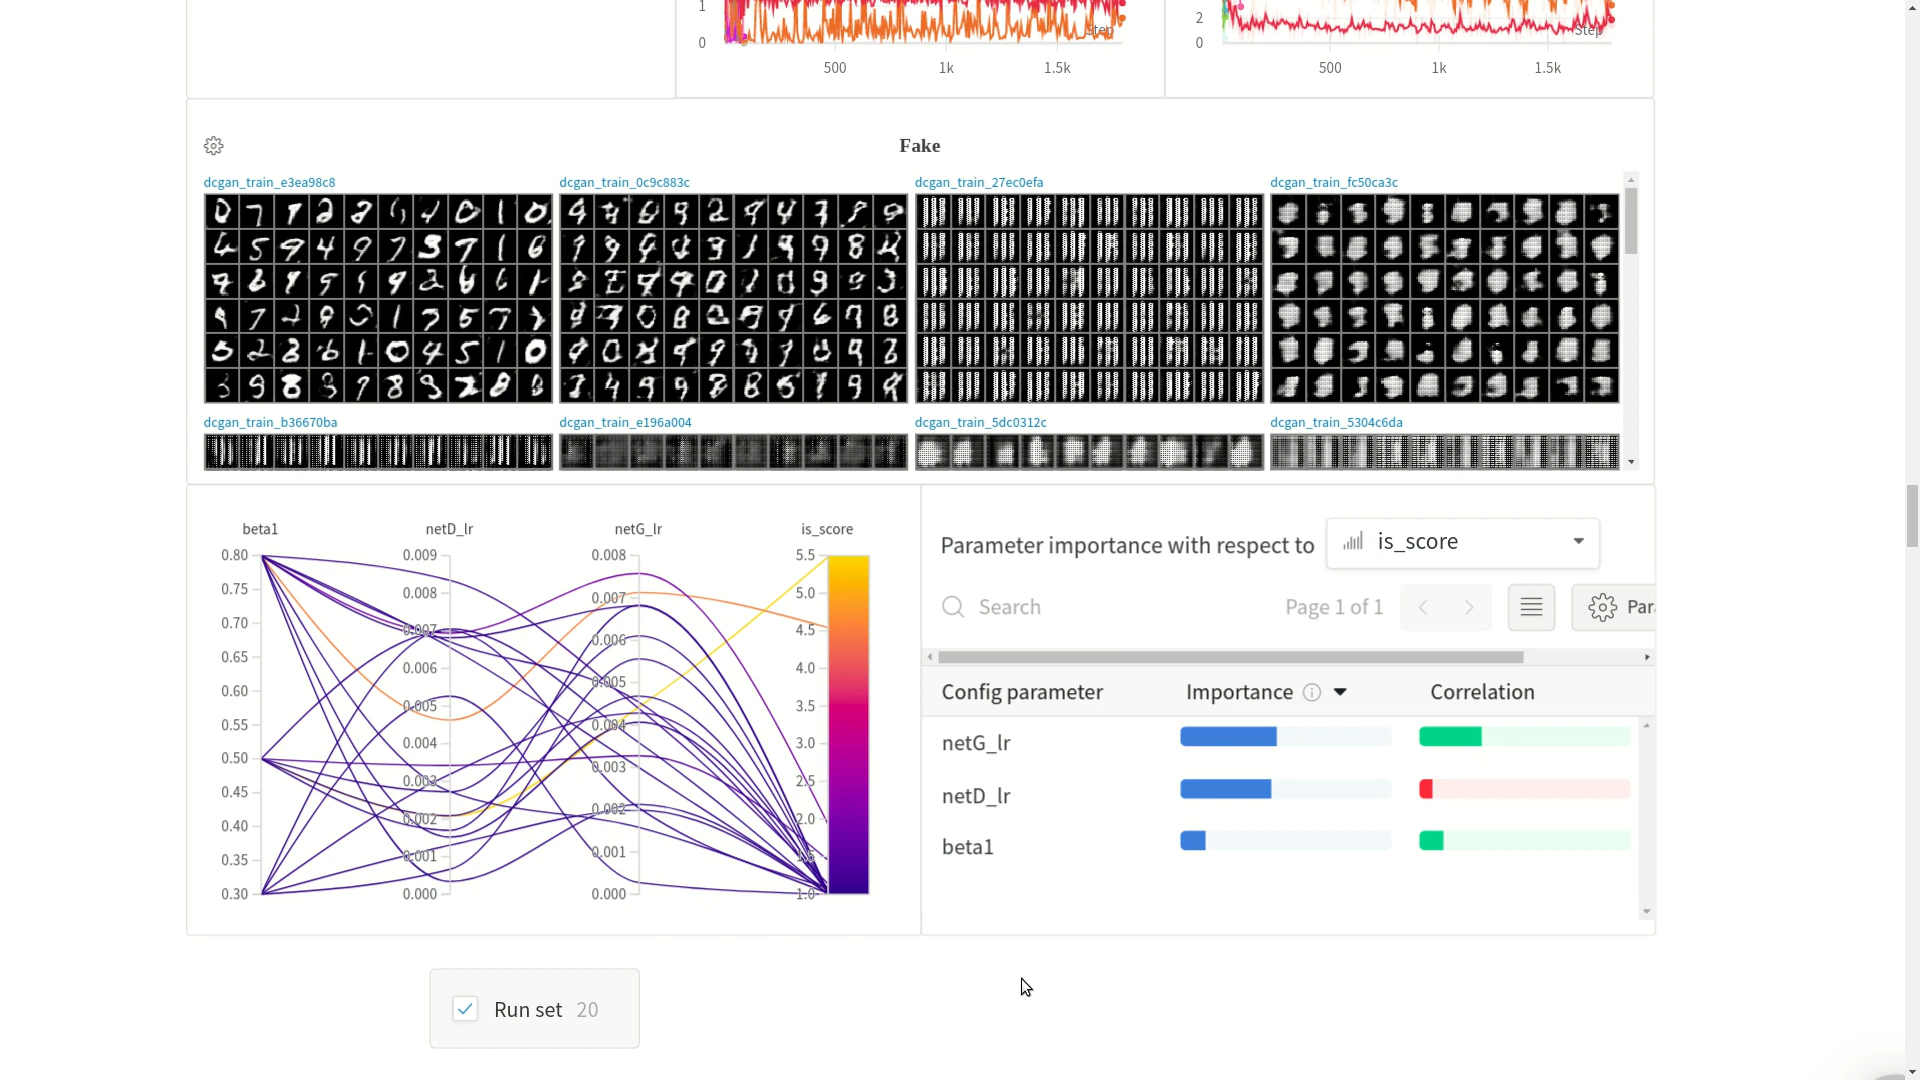 1
0
Step
500
1k
1.5k
2
0
Step
500
1k
1.5k
Fake
dcgan_train_e3ea98c8
dcgan_train_0c9c883c
dcgan_train_27ec0efa
dcgan_train_fc50ca3c
dcgan_train_b36670ba
dcgan_train_e196a004
dcgan_train_5dc0312c
dcgan_train_5304c6da
beta1
0.80
0.75
0.70
0.65
0.60
0.55
0.50
0.45
0.40
0.35
0.30
netD_lr
0.009
0.008
0.007
0.006
0.005
0.004
0.003
0.002
0.001
0.000
netG_lr
0.008
0.007
0.006
0.005
0.004
0.003
0.002
0.001
0.000
is_score
5.5
5.0
4.5
4.0
3.5
3.0
2.5
2.0
1.5
1.0
Parameter importance with respect to
is_score
Search
Page 1 of 1
Par
Config parameter
Importance
Correlation
netG_lr
netD_lr
beta1
Run set 20